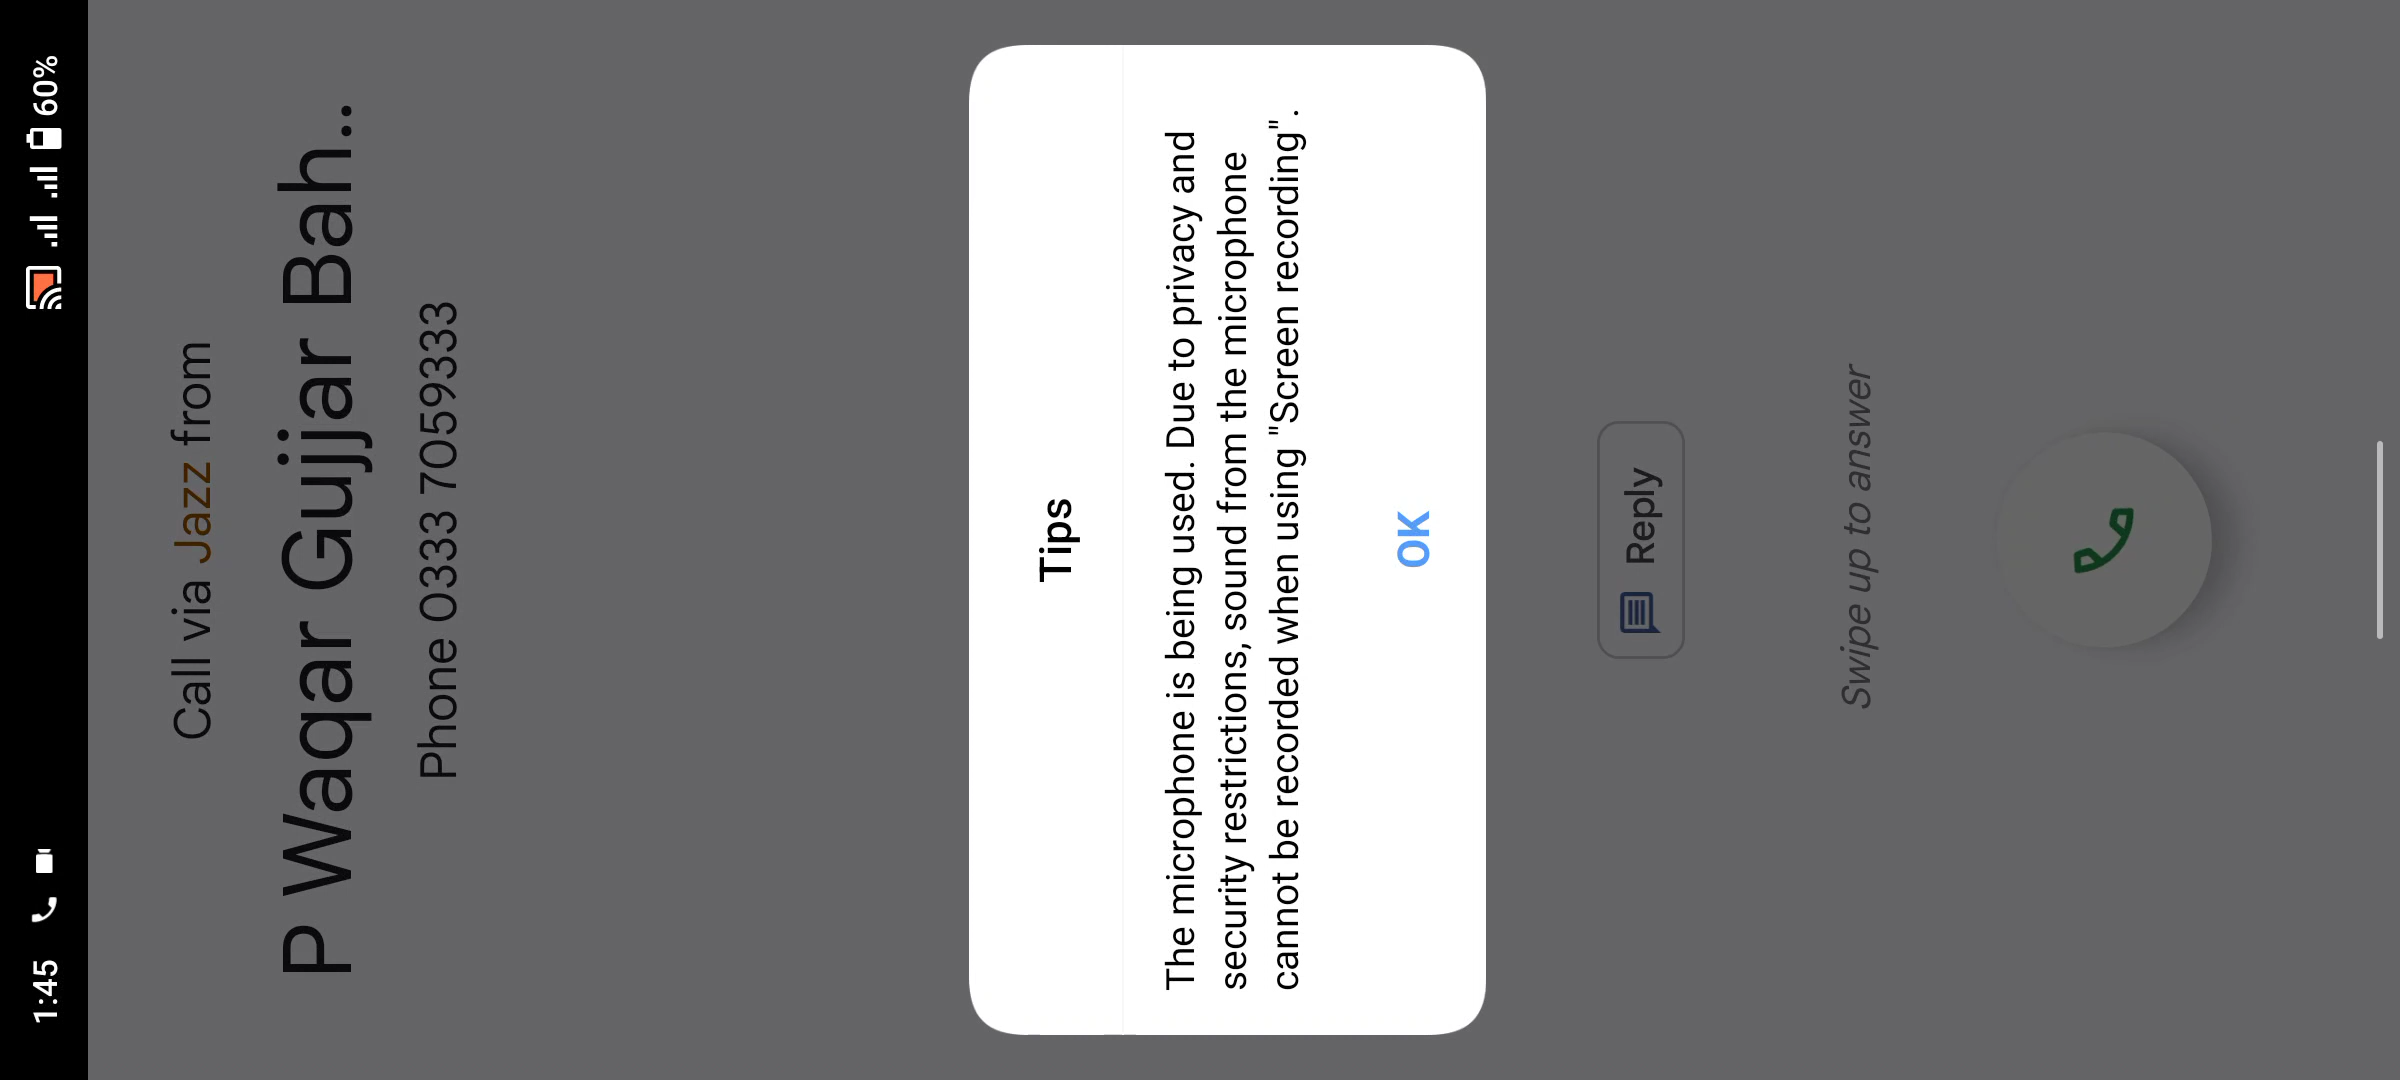 1:45
60%
Call via Jazz from
P Waqar Gujjar Bah..
Phone 0333 7059333
Tips
The microphone is being used. Due to privacy and
security restrictions, sound from the microphone
cannot be recorded when using "Screen recording".
OK
Reply
Swipe up to answer